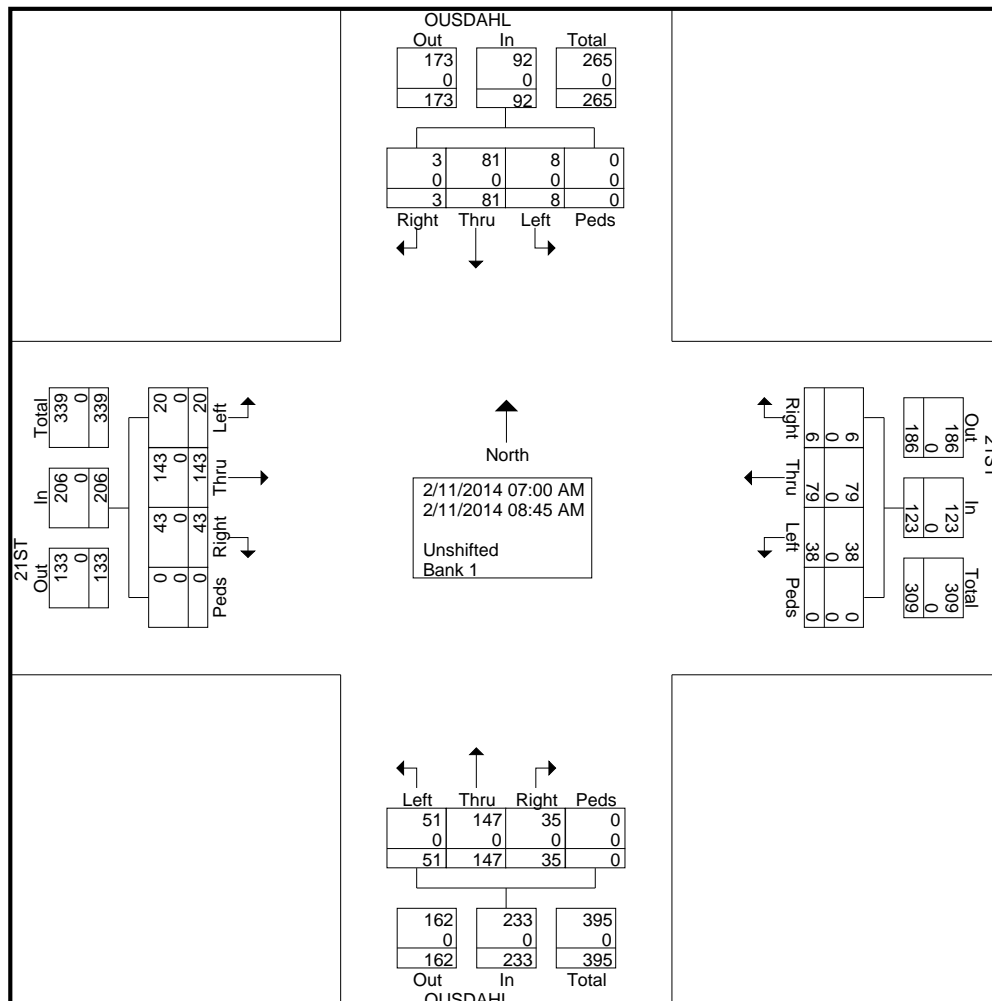 OUSDAHL
Out In Total
173 92 265
0 0 0
173 92 265
3 81 8 0
0 0 0 0
3 81 8 0
Right Thru Left Peds
21ST
Total
339 0 339
In
206 0 206
Out
133 0 133
20 0 20
Left
143 0 143
Thru
43 0 43
Right
0 0 0
Peds
North
2/11/2014 07:00 AM
2/11/2014 08:45 AM
Unshifted
Bank 1
Right
6 0 6
Thru
79 0 79
Left
38 0 38
Peds
0 0 0
21ST
Out
186 0 186
In
123 0 123
Total
309 0 309
Left Thru Right Peds
51 147 35 0
0 0 0 0
51 147 35 0
162 233 395
0 0 0
162 233 395
Out In Total
OUSDAHL